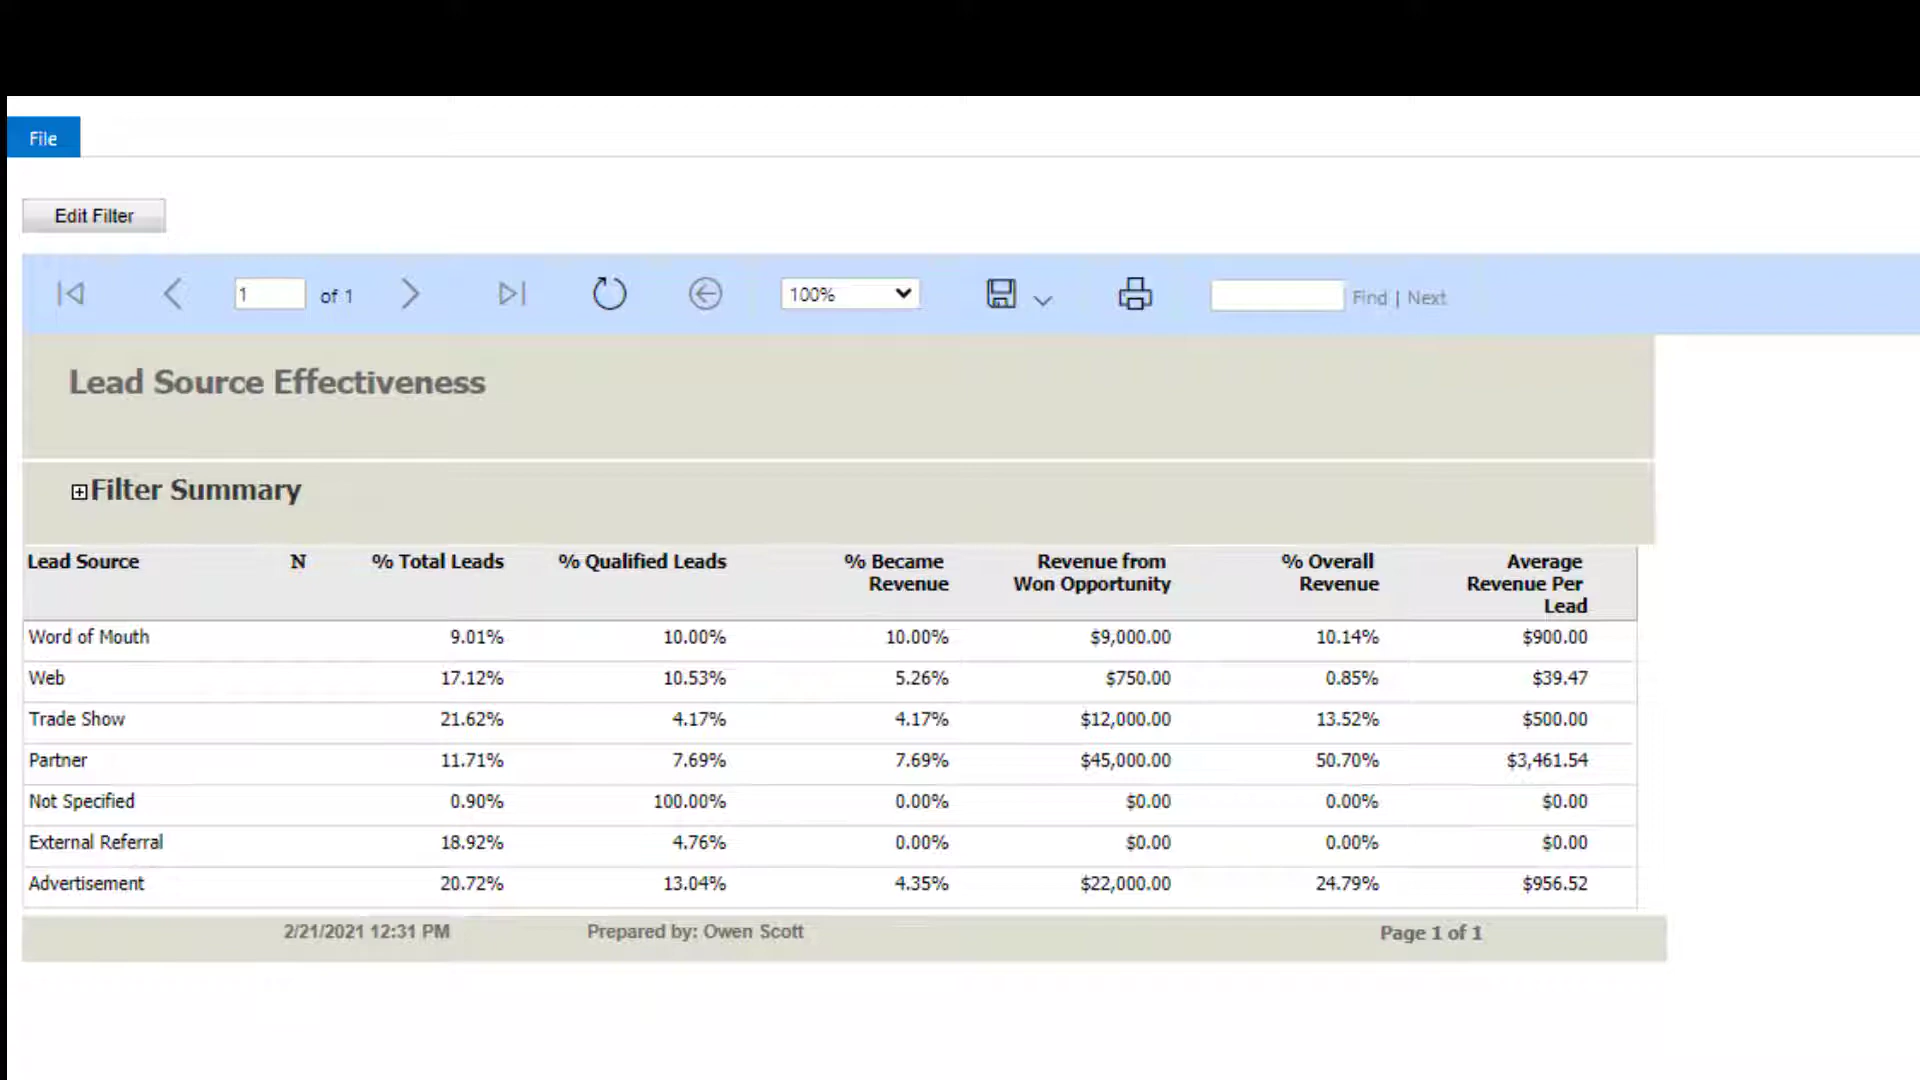 File
Edit Filter
1 of 1 100% Find | Next
Lead Source Effectiveness
Filter Summary
Lead Source N % Total Leads % Qualified Leads % Became Revenue Revenue from Won Opportunity % Overall Revenue Average Revenue Per Lead
Word of Mouth 9.01% 10.00% 10.00% $9,000.00 10.14% $900.00
Web 17.12% 10.53% 5.26% $750.00 0.85% $39.47
Trade Show 21.62% 4.17% 4.17% $12,000.00 13.52% $500.00
Partner 11.71% 7.69% 7.69% $45,000.00 50.70% $3,461.54
Not Specified 0.90% 100.00% 0.00% $0.00 0.00% $0.00
External Referral 18.92% 4.76% 0.00% $0.00 0.00% $0.00
Advertisement 20.72% 13.04% 4.35% $22,000.00 24.79% $956.52
2/21/2021 12:31 PM Prepared by: Owen Scott Page 1 of 1